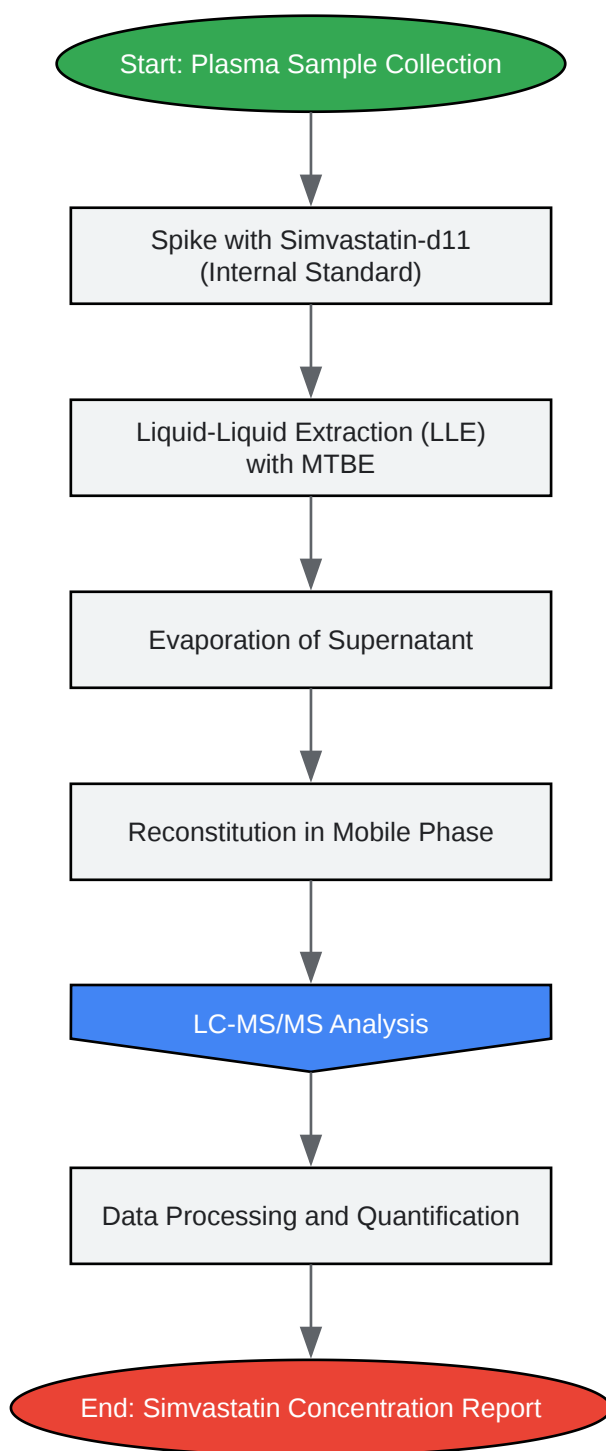 Start: Plasma Sample Collection
Spike with Simvastatin-d11
(Internal Standard)
Liquid-Liquid Extraction (LLE)
with MTBE
Evaporation of Supernatant
Reconstitution in Mobile Phase
LC-MS/MS Analysis
Data Processing and Quantification
End: Simvastatin Concentration Report